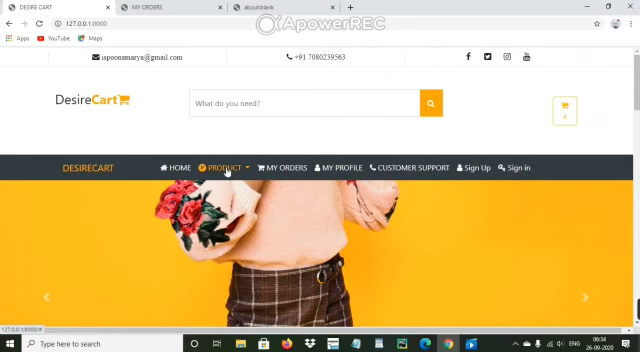 DESIRE CART
MY ORDERS
about:blank
127.0.0.1:8000
ApowerREC
Apps
YouTube
Maps
ispoonamarya@gmail.com
+91 7080239563
DesireCart
What do you need?
4
DESIRECART
HOME
PRODUCT
MY ORDERS
MY PROFILE
CUSTOMER SUPPORT
Sign Up
Sign in
127.0.0.1:8000/#
Type here to search
06:34
26-09-2020